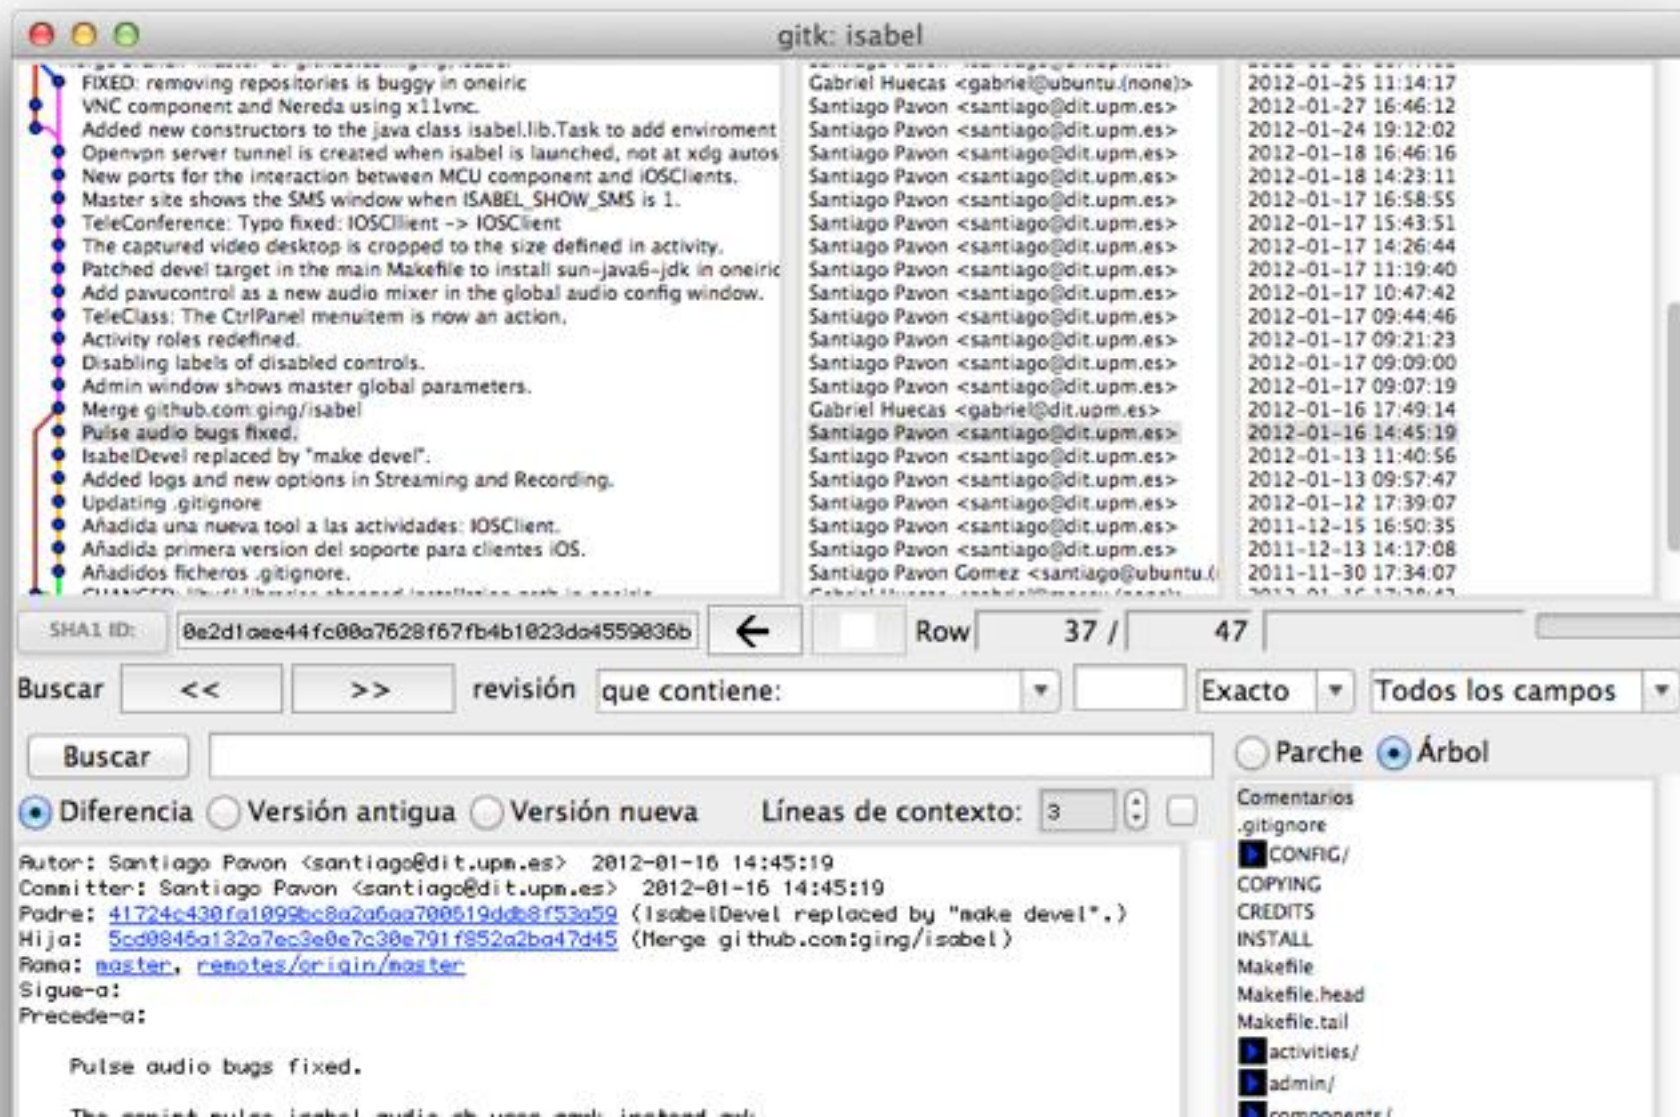 gitk: isabel
FIXED: removing repositories is buggy in oneiric Gabriel Huecas <gabriel@ubuntu.(none)> 2012-01-25 11:14:17
VNC component and Nereda using x11vnc. Santiago Pavon <santiago@dit.upm.es> 2012-01-27 16:46:12
Added new constructors to the java class isabel.lib.Task to add enviroment Santiago Pavon <santiago@dit.upm.es> 2012-01-24 19:12:02
Openvpn server tunnel is created when isabel is launched, not at xdg autos Santiago Pavon <santiago@dit.upm.es> 2012-01-18 16:46:16
New ports for the interaction between MCU component and iOSClients. Santiago Pavon <santiago@dit.upm.es> 2012-01-18 14:23:11
Master site shows the SMS window when ISABEL_SHOW_SMS is 1. Santiago Pavon <santiago@dit.upm.es> 2012-01-17 16:58:55
TeleConference: Typo fixed: IOSCllient -> IOSClient Santiago Pavon <santiago@dit.upm.es> 2012-01-17 15:43:51
The captured video desktop is cropped to the size defined in activity. Santiago Pavon <santiago@dit.upm.es> 2012-01-17 14:26:44
Patched devel target in the main Makefile to install sun-java6-jdk in oneiric Santiago Pavon <santiago@dit.upm.es> 2012-01-17 11:19:40
Add pavucontrol as a new audio mixer in the global audio config window. Santiago Pavon <santiago@dit.upm.es> 2012-01-17 10:47:42
TeleClass: The CtrlPanel menuitem is now an action. Santiago Pavon <santiago@dit.upm.es> 2012-01-17 09:44:46
Activity roles redefined. Santiago Pavon <santiago@dit.upm.es> 2012-01-17 09:21:23
Disabling labels of disabled controls. Santiago Pavon <santiago@dit.upm.es> 2012-01-17 09:09:00
Admin window shows master global parameters. Santiago Pavon <santiago@dit.upm.es> 2012-01-17 09:07:19
Merge github.com:ging/isabel Gabriel Huecas <gabriel@dit.upm.es> 2012-01-16 17:49:14
Pulse audio bugs fixed. Santiago Pavon <santiago@dit.upm.es> 2012-01-16 14:45:19
IsabelDevel replaced by "make devel". Santiago Pavon <santiago@dit.upm.es> 2012-01-13 11:40:56
Added logs and new options in Streaming and Recording. Santiago Pavon <santiago@dit.upm.es> 2012-01-13 09:57:47
Updating .gitignore Santiago Pavon <santiago@dit.upm.es> 2012-01-12 17:39:07
Añadida una nueva tool a las actividades: IOSClient. Santiago Pavon <santiago@dit.upm.es> 2011-12-15 16:50:35
Añadida primera version del soporte para clientes iOS. Santiago Pavon <santiago@dit.upm.es> 2011-12-13 14:17:08
Añadidos ficheros .gitignore. Santiago Pavon Gomez <santiago@ubuntu.( 2011-11-30 17:34:07
SHA1 ID: 0e2d1aee44fc00a7628f67fb4b1023da4559036b ← Row 37 / 47
Buscar << >> revisión que contiene: Exacto Todos los campos
Buscar
Parche Árbol
Diferencia Versión antigua Versión nueva Líneas de contexto: 3
Autor: Santiago Pavon <santiago@dit.upm.es> 2012-01-16 14:45:19
Committer: Santiago Pavon <santiago@dit.upm.es> 2012-01-16 14:45:19
Padre: 41724c430fa1099bc8a2a6aa700619ddb8f53a59 (IsabelDevel replaced by "make devel".)
Hija: 5cd0846a132a7ec3e0e7c30e791f852a2ba47d45 (Merge github.com:ging/isabel)
Rama: master, remotes/origin/master
Sigue-a:
Precede-a:
Pulse audio bugs fixed.
Comentarios
.gitignore
CONFIG/
COPYING
CREDITS
INSTALL
Makefile
Makefile.head
Makefile.tail
activities/
admin/
components/